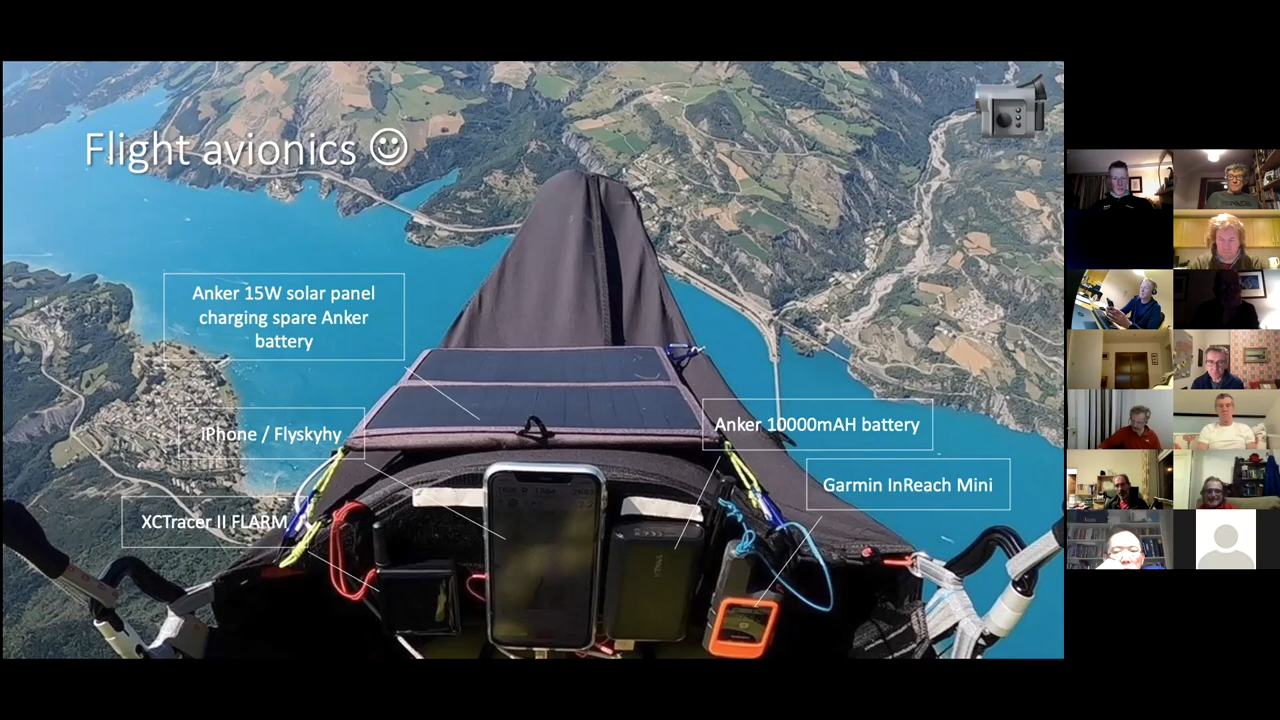 Flight avionics
Anker 15W solar panel
charging spare Anker
battery
iPhone / Flyskyhy
Anker 10000mAH battery
Garmin InReach Mini
XCTracer II FLARM
ANKER